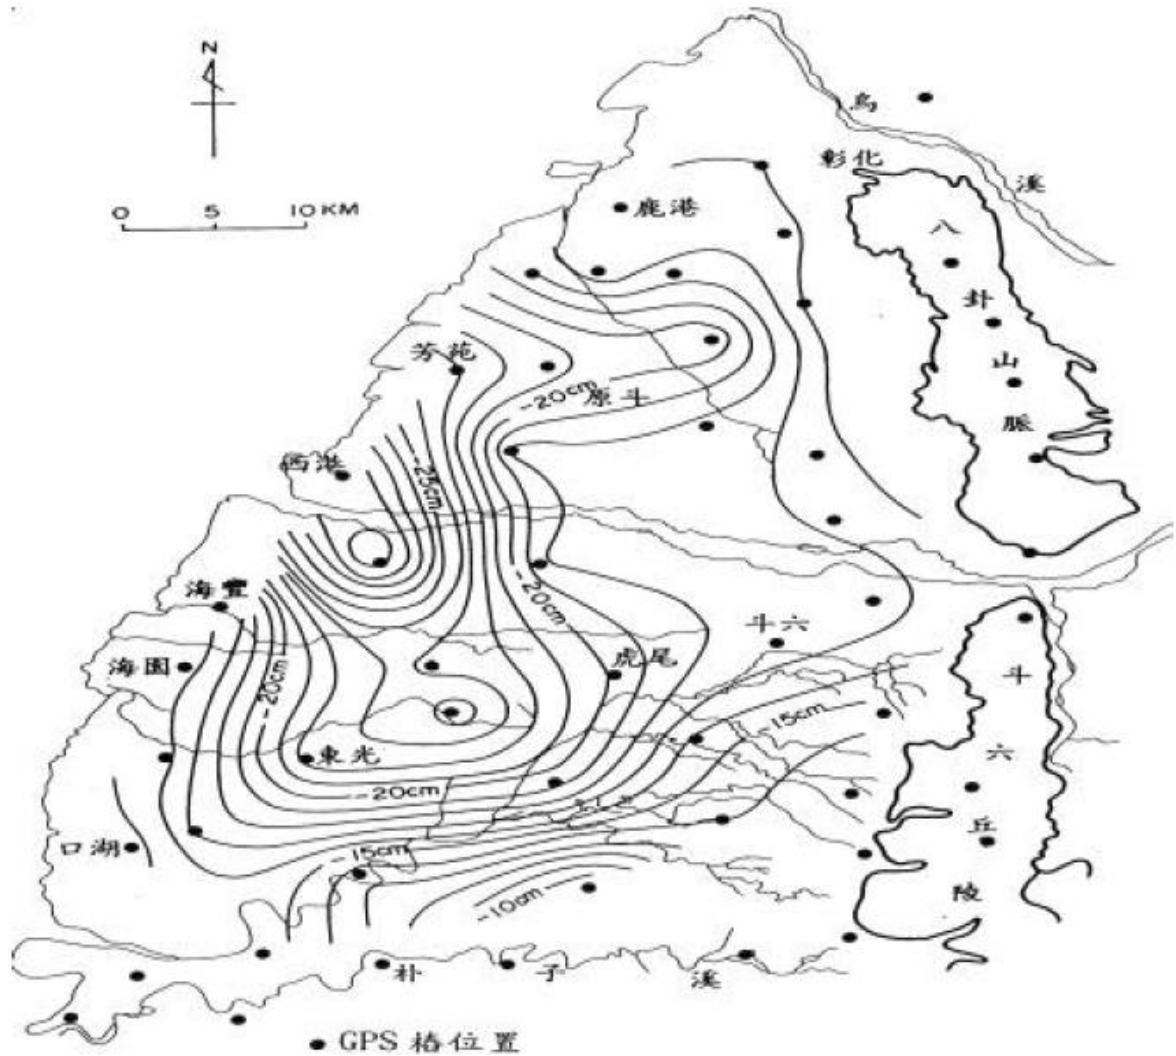 N
0 5 10 KM
烏
彰化
溪
鹿港
八
卦
山
脈
芳苑
-20cm
原斗
西港
-25cm
海豐
-20cm
斗六
海園
虎尾
斗
-20cm
-15cm
六
東光
-20cm
丘
口湖
-15cm
陵
-10cm
朴 子 溪
● GPS 樁位置